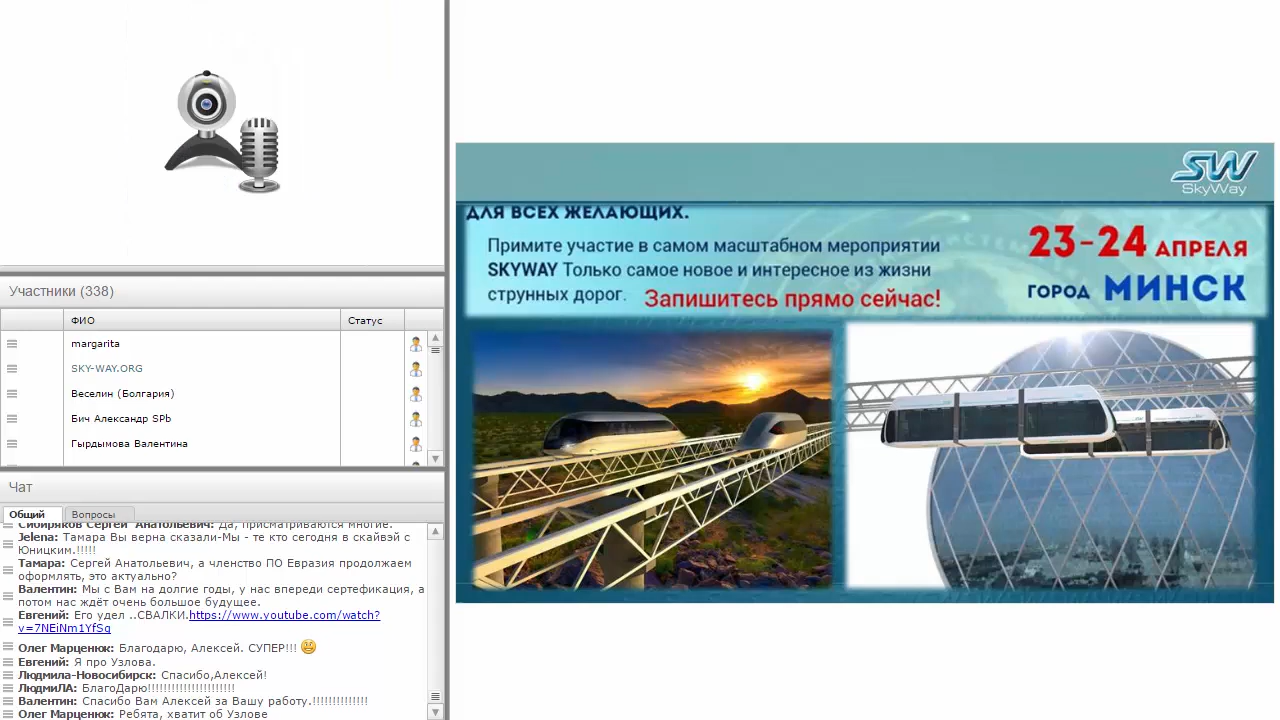 Участники (338)
ФИО
Статус
margarita
SKY-WAY.ORG
Веселин (Болгария)
Бич Александр SPb
Гырдымова Валентина
Чат
Общий
Вопросы
Сибиряков Сергей Анатольевич: Да, присматриваются многие.
Jelena: Тамара Вы верна сказали-Мы - те кто сегодня в скайвэй с
Юницким.!!!!!
Тамара: Сергей Анатольевич, а членство ПО Евразия продолжаем
оформлять, это актуально?
Валентин: Мы с Вам на долгие годы, у нас впереди сертефикация, а
потом нас ждёт очень большое будущее.
Евгений: Его удел ..СВАЛКИ.https://www.youtube.com/watch?
v=7NEiNm1YfSg
Олег Марценюк: Благодарю, Алексей. СУПЕР!!!
Евгений: Я про Узлова.
Людмила-Новосибирск: Спасибо,Алексей!
ЛюдмиЛА: БлагоДарю!!!!!!!!!!!!!!!!!!!!!!
Валентин: Спасибо Вам Алексей за Вашу работу.!!!!!!!!!!!!!!
Олег Марценюк: Ребята, хватит об Узлове
SW
SkyWay
ДЛЯ ВСЕХ ЖЕЛАЮЩИХ.
Примите участие в самом масштабном мероприятии
SKYWAY Только самое новое и интересное из жизни
струнных дорог. Запишитесь прямо сейчас!
23-24 АПРЕЛЯ
ГОРОД МИНСК